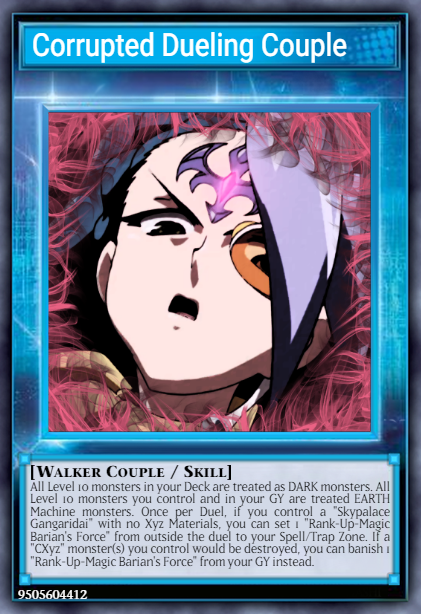 Corrupted Dueling Couple
[Walker Couple / Skill]
All Level 10 monsters in your Deck are treated as DARK monsters. All
Level 10 monsters you control and in your GY are treated EARTH
Machine monsters. Once per Duel, if you control a "Skypalace
Gangaridai" with no Xyz Materials, you can set 1 "Rank-Up-Magic
Barian's Force" from outside the duel to your Spell/Trap Zone. If a
"CXyz" monster(s) you control would be destroyed, you can banish 1
"Rank-Up-Magic Barian's Force" from your GY instead.
9505604412